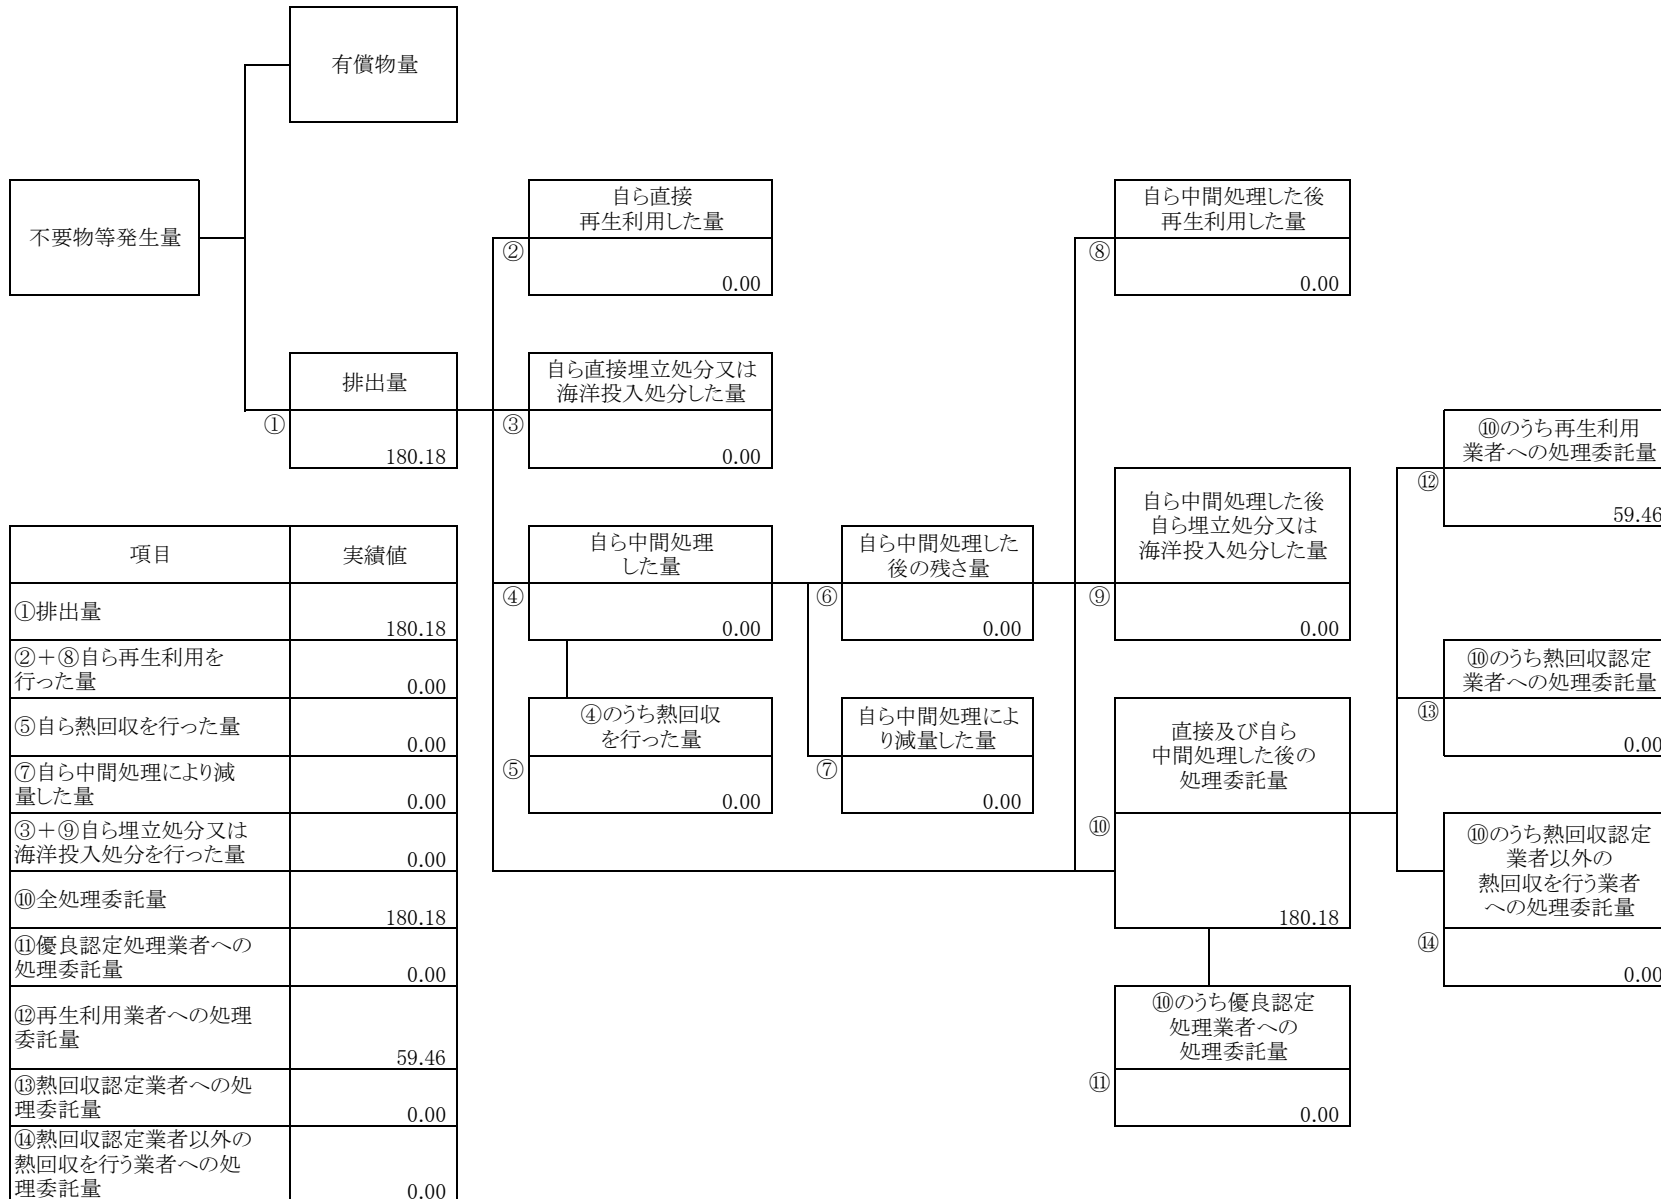 有償物量
不要物等発生量
自ら直接
再生利用した量
②
0.00
自ら中間処理した後
再生利用した量
⑧
0.00
排出量
①
180.18
自ら直接埋立処分又は
海洋投入処分した量
③
0.00
⑩のうち再生利用
業者への処理委託量
⑫
59.46
自ら中間処理
した量
④
0.00
自ら中間処理した
後の残さ量
⑥
0.00
自ら中間処理した後
自ら埋立処分又は
海洋投入処分した量
⑨
0.00
⑩のうち熱回収認定
業者への処理委託量
⑬
0.00
④のうち熱回収
を行った量
⑤
0.00
自ら中間処理によ
り減量した量
⑦
0.00
直接及び自ら
中間処理した後の
処理委託量
⑩
180.18
⑩のうち熱回収認定
業者以外の
熱回収を行う業者
への処理委託量
⑭
0.00
⑩のうち優良認定
処理業者への
処理委託量
⑪
0.00
項目 実績値
①排出量
180.18
②＋⑧自ら再生利用を
行った量 0.00
⑤自ら熱回収を行った量
0.00
⑦自ら中間処理により減
量した量 0.00
③＋⑨自ら埋立処分又は
海洋投入処分を行った量 0.00
⑩全処理委託量
180.18
⑪優良認定処理業者への
処理委託量 0.00
⑫再生利用業者への処理
委託量
59.46
⑬熱回収認定業者への処
理委託量 0.00
⑭熱回収認定業者以外の
熱回収を行う業者への処
理委託量 0.00